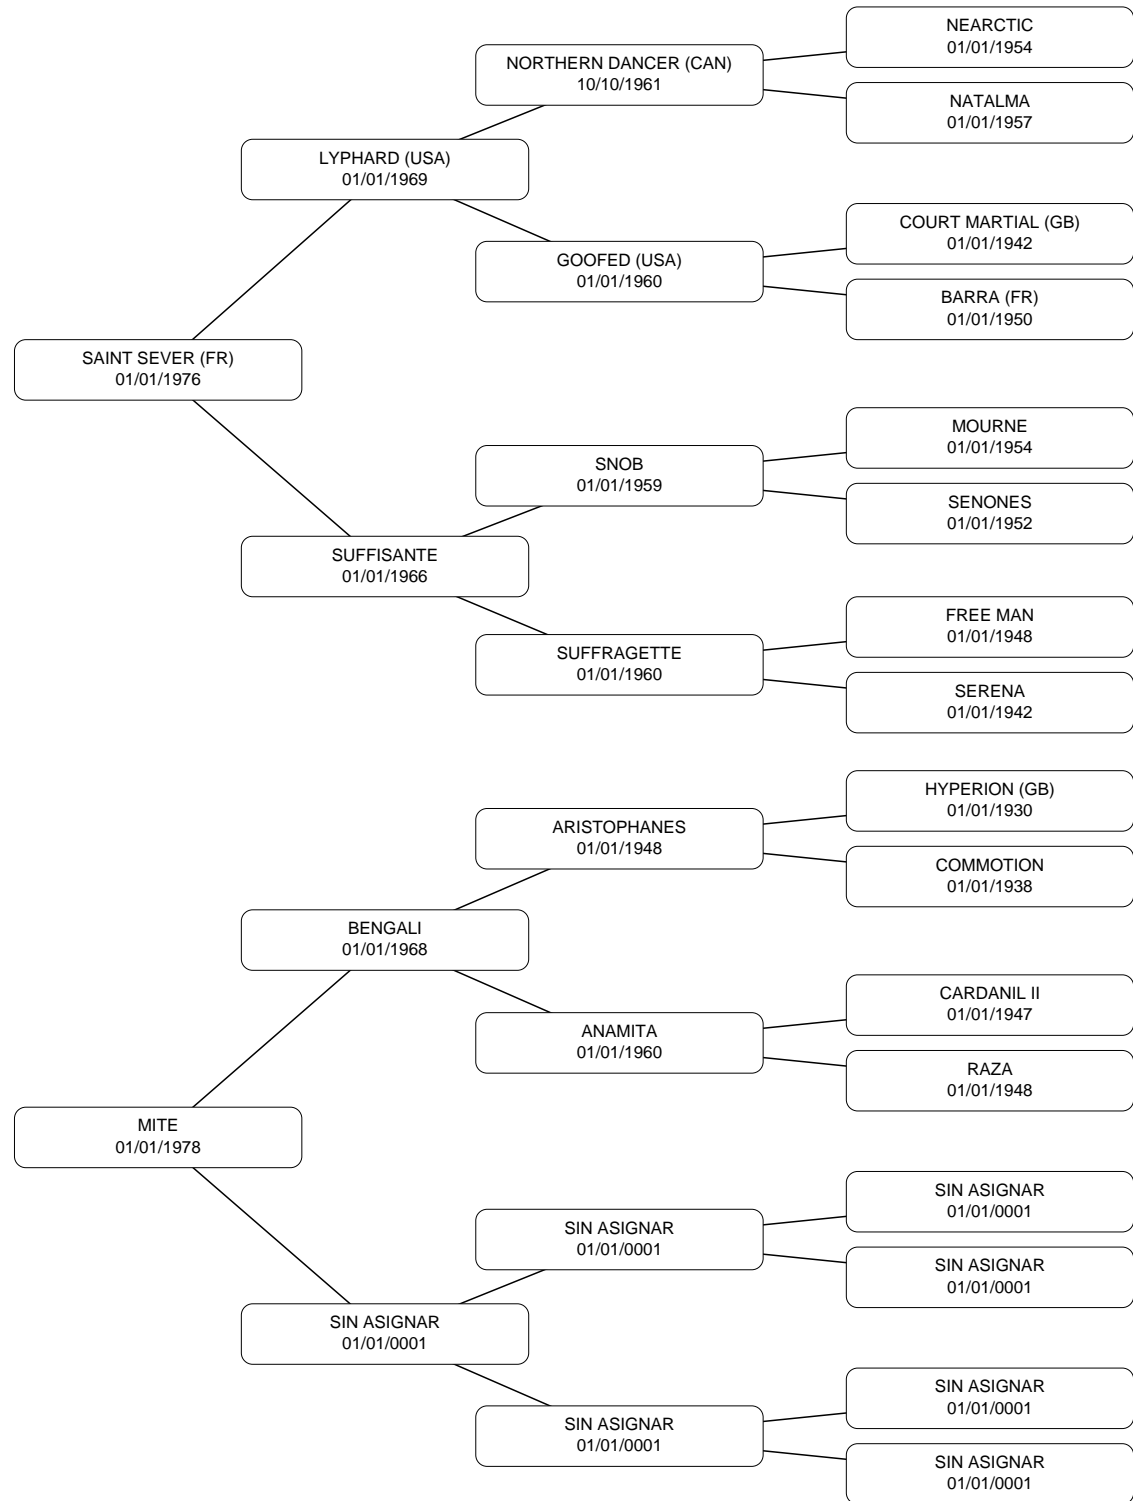 NEARCTIC
01/01/1954
NORTHERN DANCER (CAN)
10/10/1961
NATALMA
01/01/1957
LYPHARD (USA)
01/01/1969
COURT MARTIAL (GB)
01/01/1942
GOOFED (USA)
01/01/1960
BARRA (FR)
01/01/1950
SAINT SEVER (FR)
01/01/1976
MOURNE
01/01/1954
SNOB
01/01/1959
SENONES
01/01/1952
SUFFISANTE
01/01/1966
FREE MAN
01/01/1948
SUFFRAGETTE
01/01/1960
SERENA
01/01/1942
HYPERION (GB)
01/01/1930
ARISTOPHANES
01/01/1948
COMMOTION
01/01/1938
BENGALI
01/01/1968
CARDANIL II
01/01/1947
ANAMITA
01/01/1960
RAZA
01/01/1948
MITE
01/01/1978
SIN ASIGNAR
01/01/0001
SIN ASIGNAR
01/01/0001
SIN ASIGNAR
01/01/0001
SIN ASIGNAR
01/01/0001
SIN ASIGNAR
01/01/0001
SIN ASIGNAR
01/01/0001
SIN ASIGNAR
01/01/0001